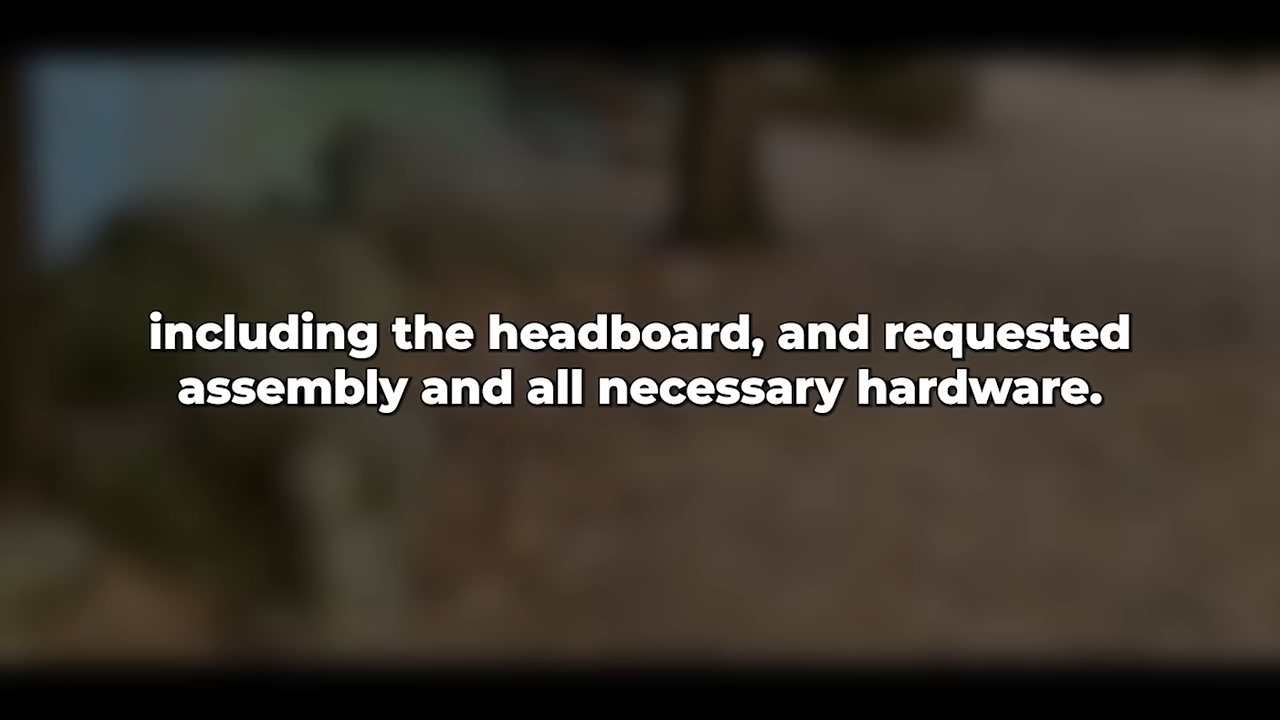 including the headboard, and requested
assembly and all necessary hardware.